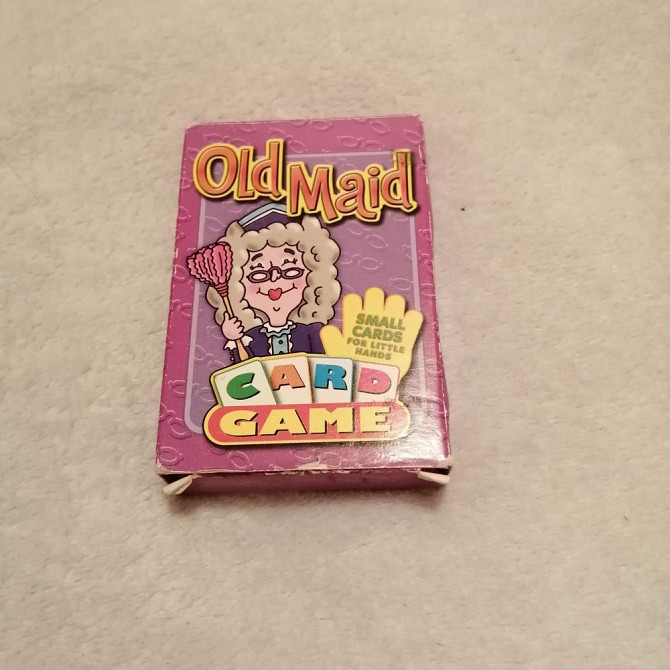 Old Maid
SMALL
CARDS
FOR LITTLE
HANDS
CARD
GAME